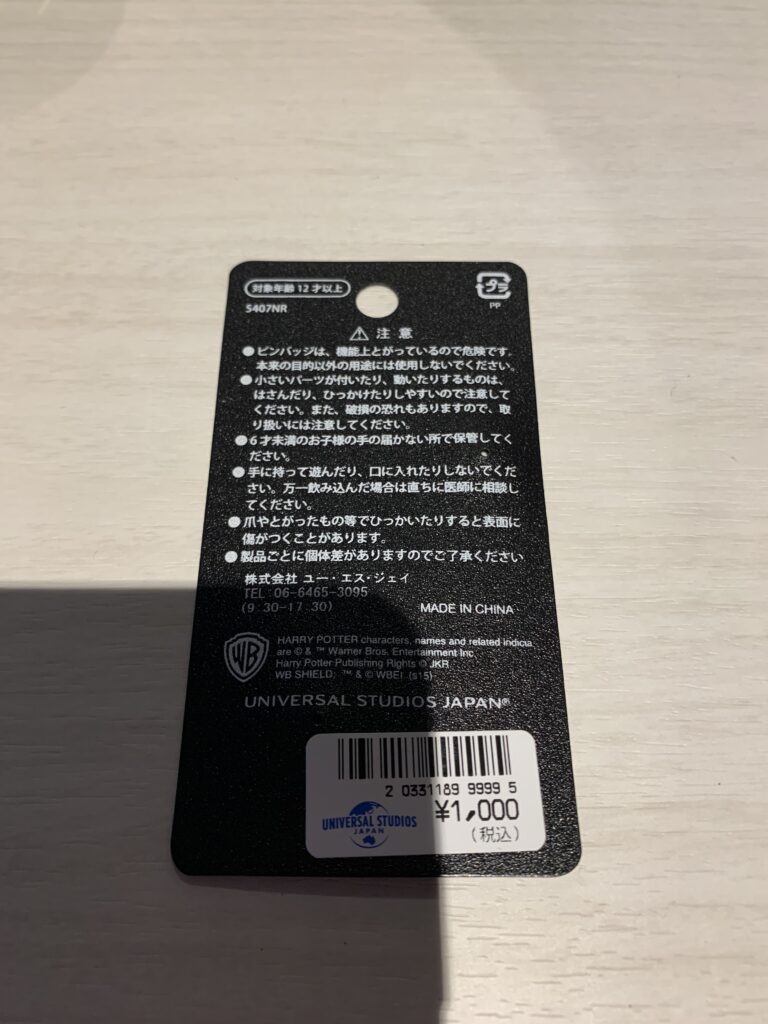 対象年齢 12 才以上
S407NR
プラ
PP
⚠ 注 意
●ピンバッジは、機能上とがっているので危険です。
本来の目的以外の用途には使用しないでください。
●小さいパーツが付いたり、動いたりするものは、
はさんだり、ひっかけたりしやすいので注意して
ください。また、破損の恐れもありますので、取
り扱いには注意してください。
●6才未満のお子様の手の届かない所で保管してく
ださい。
●手に持って遊んだり、口に入れたりしないでくだ
さい。万一飲み込んだ場合は直ちに医師に相談し
てください。
●爪やとがったもの等でひっかいたりすると表面に
傷がつくことがあります。
●製品ごとに個体差がありますのでご了承ください
株式会社 ユー・エス・ジェイ
TEL:06-6465-3095
(9:30-17:30)
MADE IN CHINA
WB
HARRY POTTER characters, names and related indicia
are © & ™ Warner Bros. Entertainment Inc.
Harry Potter Publishing Rights © JKR
WB SHIELD: ™ & © WBEI. (s15)
UNIVERSAL STUDIOS JAPAN®
2 0331189 9999 5
¥1,000
(税込)
UNIVERSAL STUDIOS
JAPAN